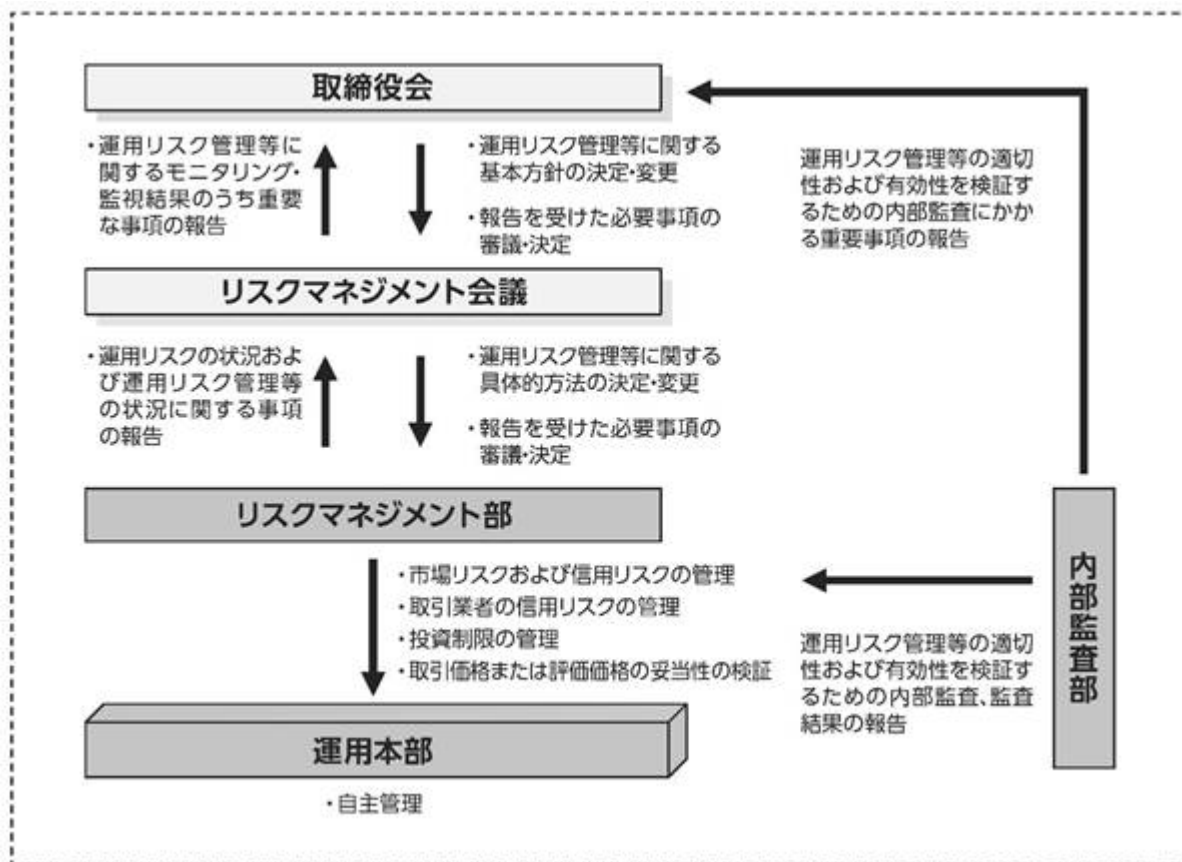 取締役会
・運用リスク管理等に
関するモニタリング・
監視結果のうち重要
な事項の報告
・運用リスク管理等に関する
基本方針の決定・変更
・報告を受けた必要事項の
審議・決定
運用リスク管理等の適切
性および有効性を検証す
るための内部監査にかか
る重要事項の報告
リスクマネジメント会議
・運用リスクの状況およ
び運用リスク管理等
の状況に関する事項
の報告
・運用リスク管理等に関する
具体的方法の決定・変更
・報告を受けた必要事項の
審議・決定
リスクマネジメント部
・市場リスクおよび信用リスクの管理
・取引業者の信用リスクの管理
・投資制限の管理
・取引価格または評価価格の妥当性の検証
内部監査部
運用リスク管理等の適切
性および有効性を検証す
るための内部監査、監査
結果の報告
運用本部
・自主管理